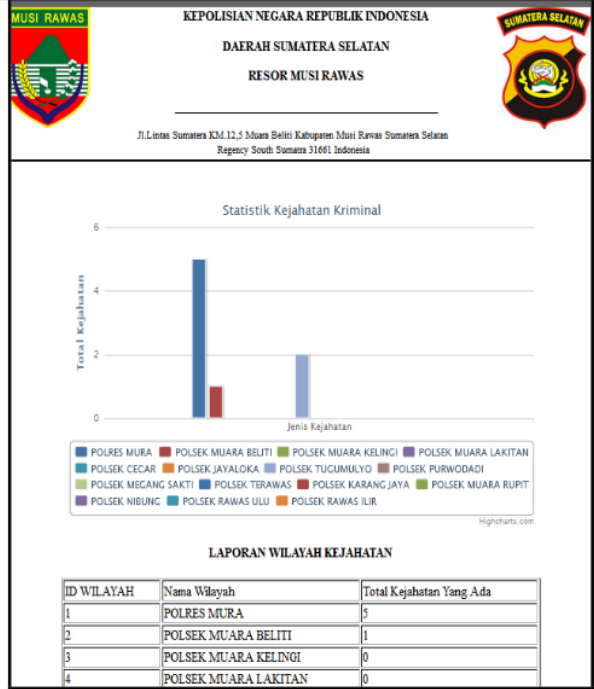 MUSI RAWAS
SUMATERA SELATAN
KEPOLISIAN NEGARA REPUBLIK INDONESIA
DAERAH SUMATERA SELATAN
RESOR MUSI RAWAS
Jl.Lintas Sumatera KM.12,5 Muara Beliti Kabupaten Musi Rawas Sumatera Selatan
Regency South Sumatra 31661 Indonesia
Statistik Kejahatan Kriminal
6
4
2
0
Total Kejahatan
Jenis Kejahatan
POLRES MURA POLSEK MUARA BELITI POLSEK MUARA KELINGI POLSEK MUARA LAKITAN
POLSEK CECAR POLSEK JAYALOKA POLSEK TUGUMULYO POLSEK PURWODADI
POLSEK MEGANG SAKTI POLSEK TERAWAS POLSEK KARANG JAYA POLSEK MUARA RUPIT
POLSEK NIBUNG POLSEK RAWAS ULU POLSEK RAWAS ILIR
Highcharts.com
LAPORAN WILAYAH KEJAHATAN
ID WILAYAH Nama Wilayah Total Kejahatan Yang Ada
1 POLRES MURA 5
2 POLSEK MUARA BELITI 1
3 POLSEK MUARA KELINGI 0
4 POLSEK MUARA LAKITAN 0